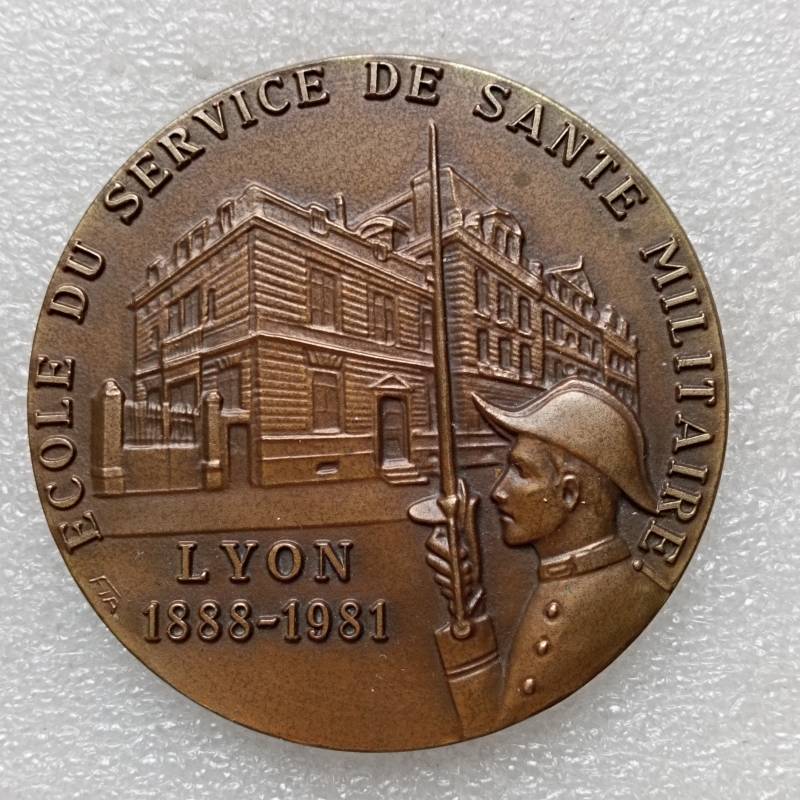 ECOLE DU SERVICE DE SANTE MILITAIRE!
LYON
1888-1981